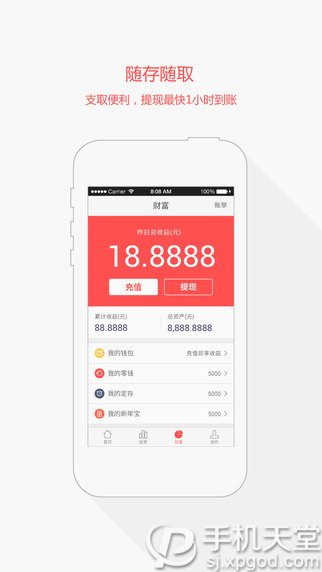 随存随取
支取便利，提现最快1小时到账
Carrier
8:08 AM
100%
财富
账单
昨日总收益(元)
18.8888
充值
提现
累计收益(元)
总资产(元)
88.8888
8,888.8888
我的钱包
充值即享收益
我的零钱
5000
我的定存
5000
我的新年宝
5000
首页
投资
财富
手机天堂
sj.xpgod.com